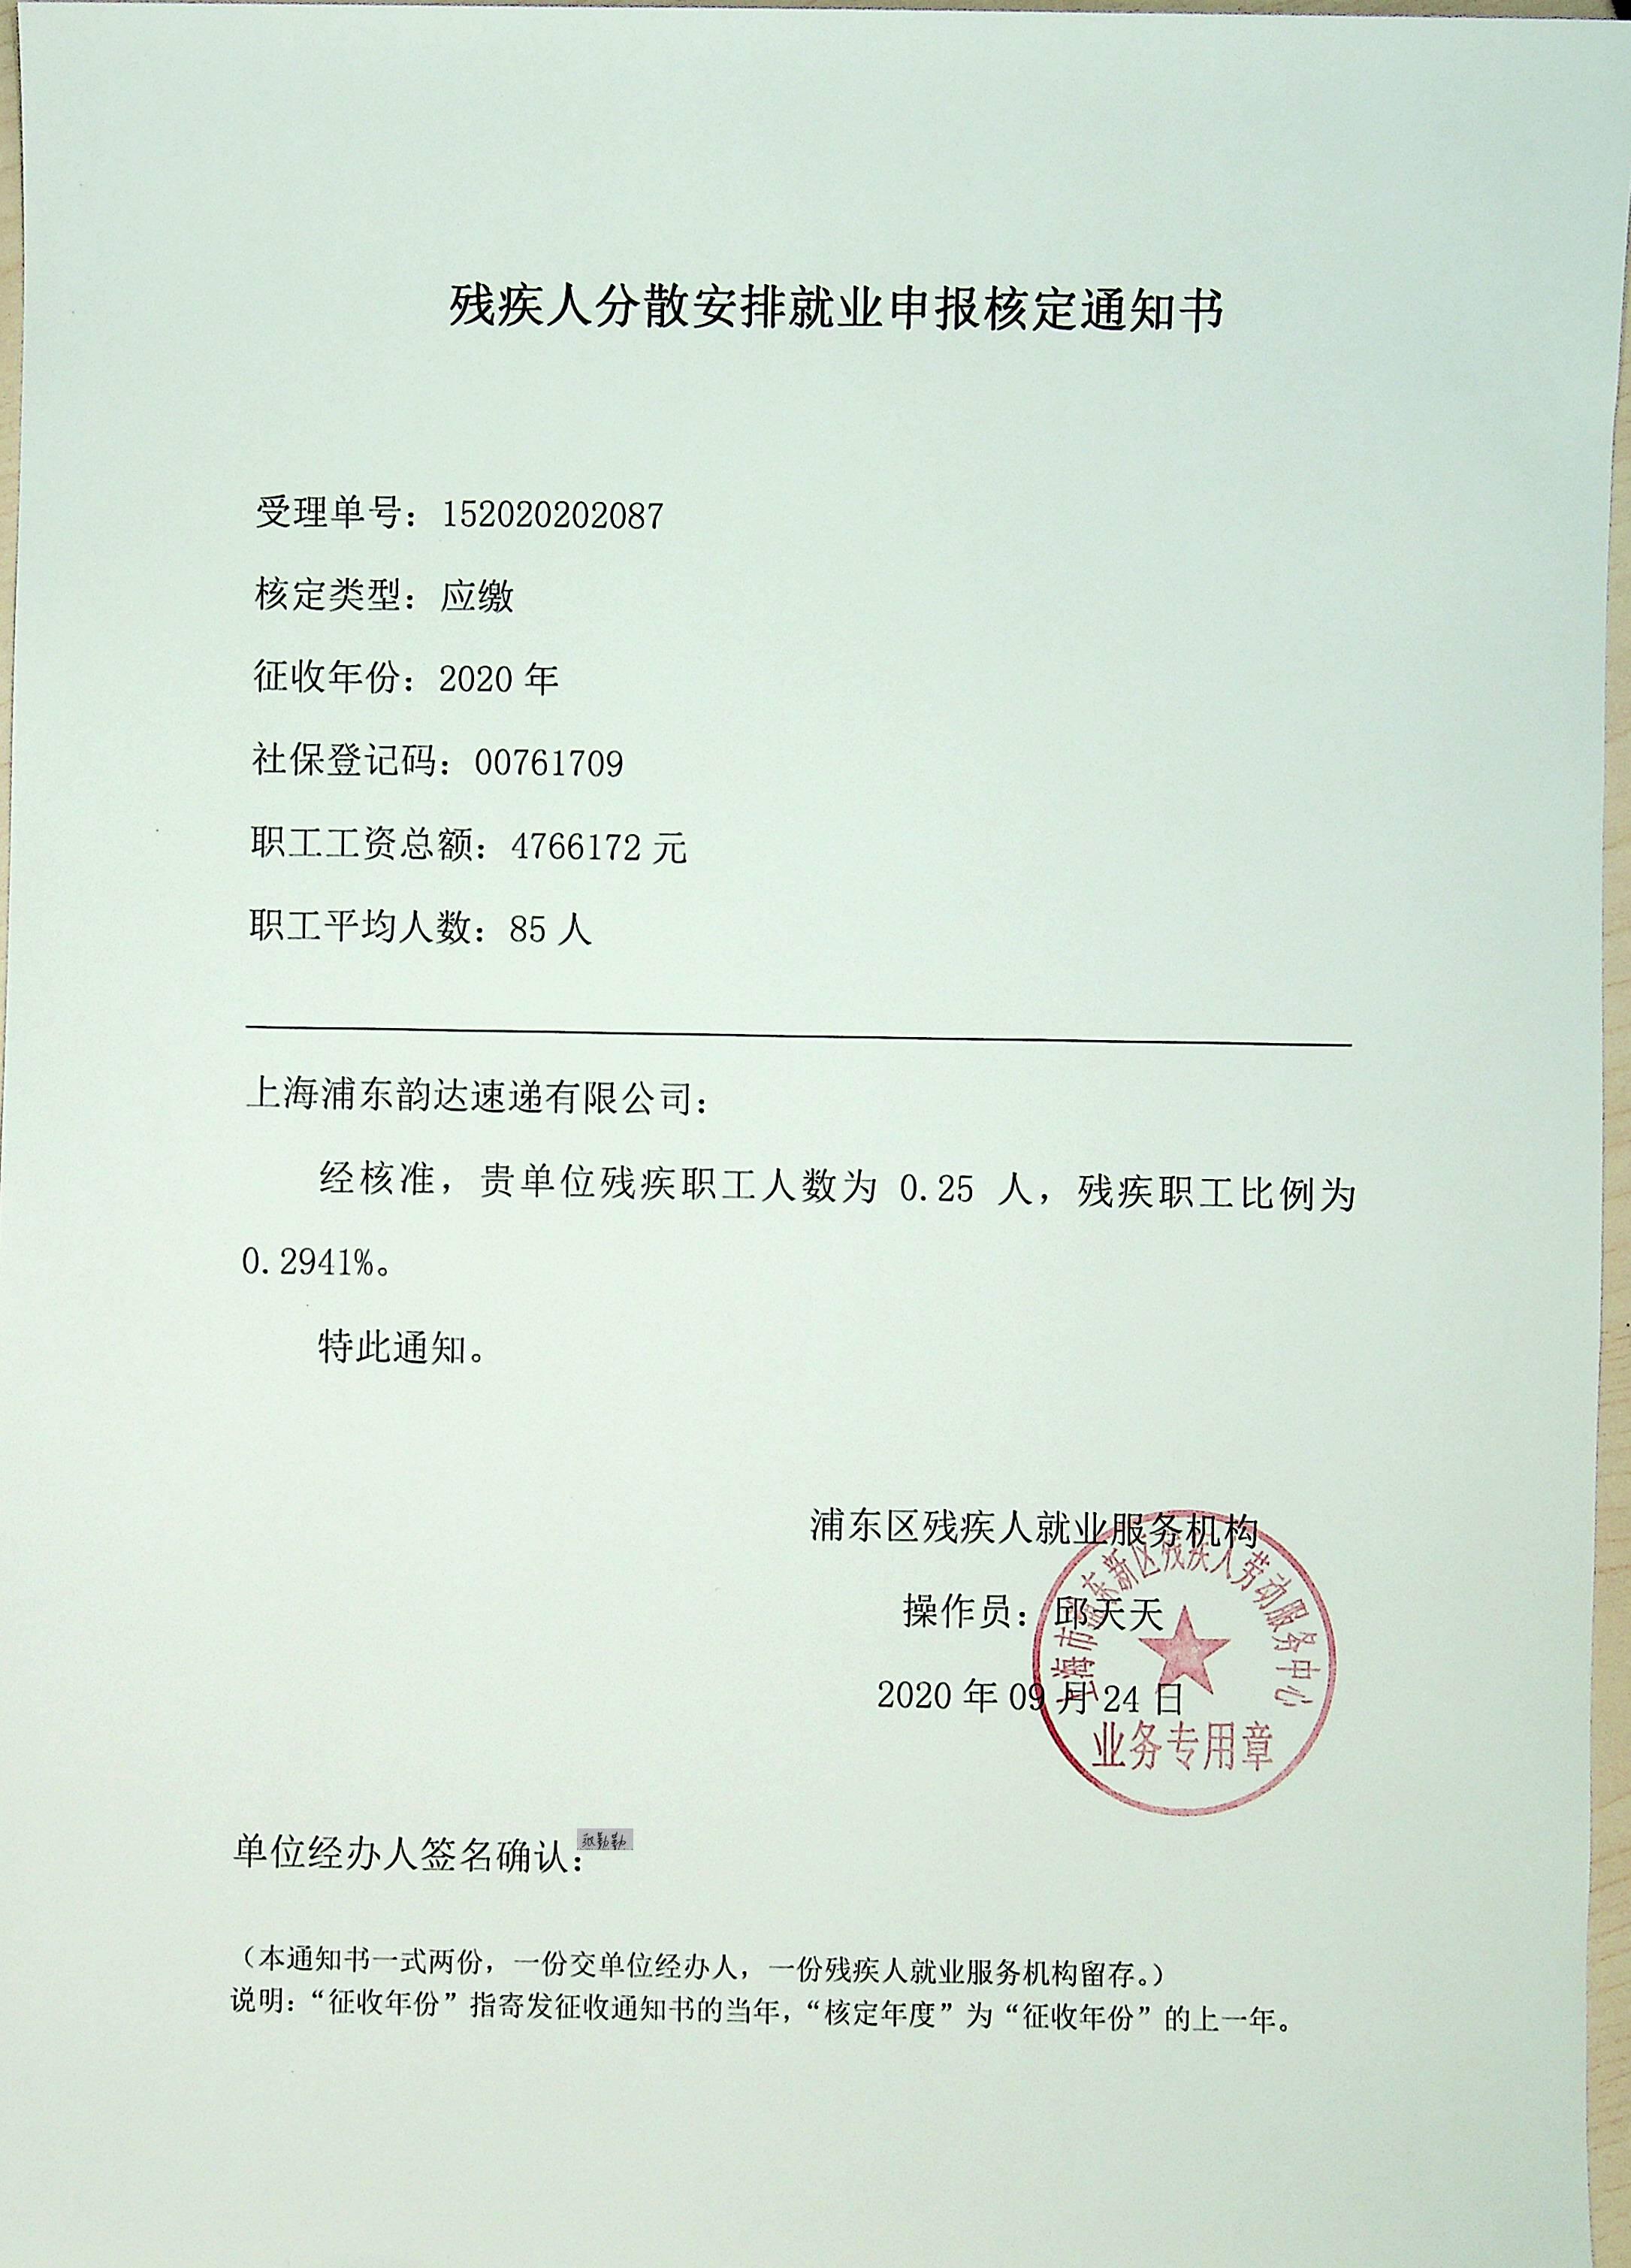 残疾人分散安排就业申报核定通知书
受理单号：152020202087
核定类型：应缴
征收年份：2020 年
社保登记码：00761709
职工工资总额：4766172 元
职工平均人数：85 人
上海浦东韵达速递有限公司：
经核准，贵单位残疾职工人数为 0.25 人，残疾职工比例为
0.2941%。
特此通知。
浦东区残疾人就业服务机构
操作员：邱天天
2020 年 09 月 24 日
上海市浦东新区残疾人劳动服务中心
业务专用章
单位经办人签名确认：
（本通知书一式两份，一份交单位经办人，一份残疾人就业服务机构留存。）
说明：“征收年份”指寄发征收通知书的当年，“核定年度”为“征收年份”的上一年。